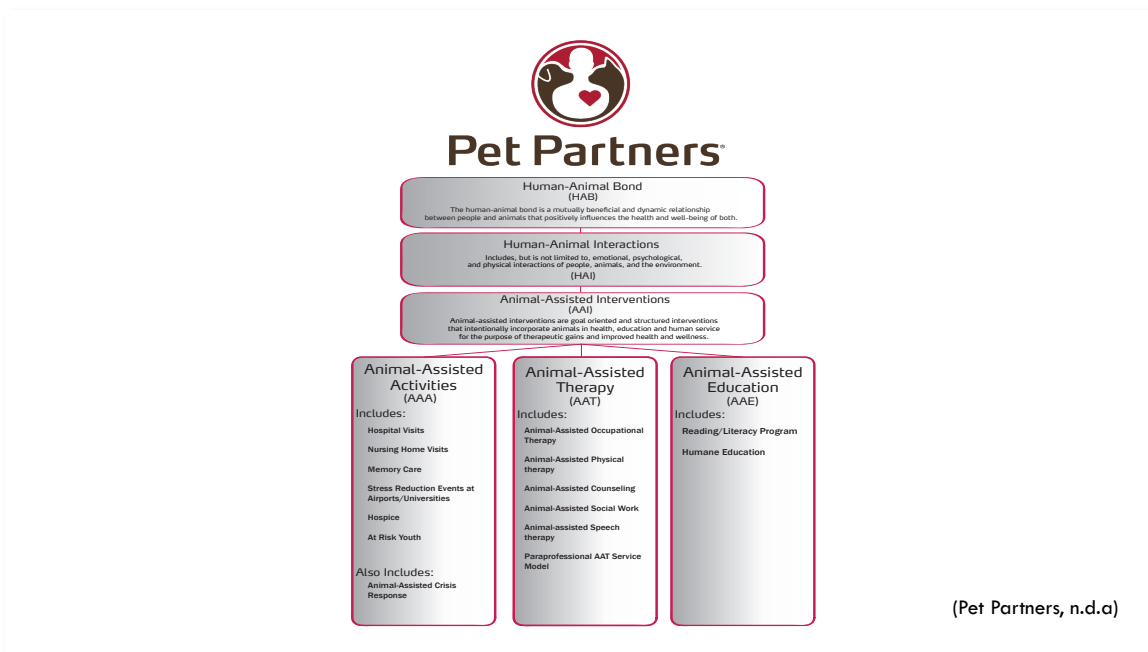 Pet Partners®
Human-Animal Bond
(HAB)
The human-animal bond is a mutually beneficial and dynamic relationship
between people and animals that positively influences the health and well-being of both.
Human-Animal Interactions
Includes, but is not limited to, emotional, psychological,
and physical interactions of people, animals, and the environment.
(HAI)
Animal-Assisted Interventions
(AAI)
Animal-assisted interventions are goal oriented and structured interventions
that intentionally incorporate animals in health, education and human service
for the purpose of therapeutic gains and improved health and wellness.
Animal-Assisted
Activities
(AAA)
Includes:
Hospital Visits
Nursing Home Visits
Memory Care
Stress Reduction Events at
Airports/Universities
Hospice
At Risk Youth
Also Includes:
Animal-Assisted Crisis
Response
Animal-Assisted
Therapy
(AAT)
Includes:
Animal-Assisted Occupational
Therapy
Animal-Assisted Physical
therapy
Animal-Assisted Counseling
Animal-Assisted Social Work
Animal-assisted Speech
therapy
Paraprofessional AAT Service
Model
Animal-Assisted
Education
(AAE)
Includes:
Reading/Literacy Program
Humane Education
(Pet Partners, n.d.a)